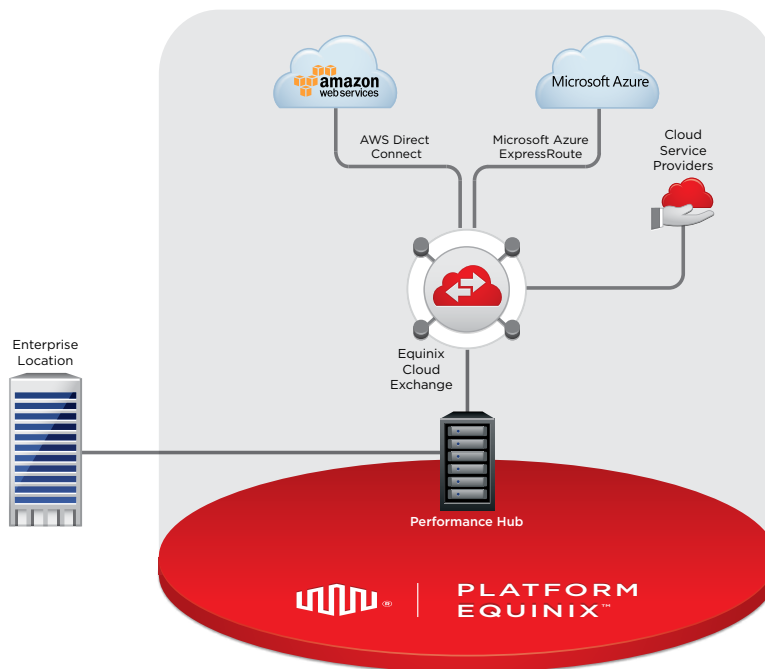 amazon
webservices
Microsoft Azure
AWS Direct
Connect
Microsoft Azure
ExpressRoute
Cloud
Service
Providers
Equinix
Cloud
Exchange
Enterprise
Location
Performance Hub
®
PLATFORM
EQUINIX™